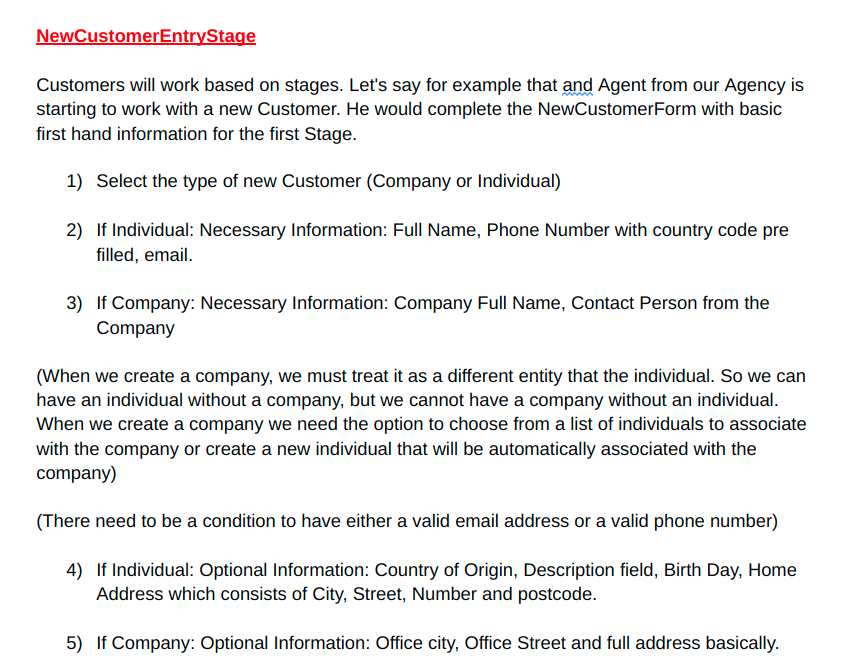 NewCustomerEntryStage
Customers will work based on stages. Let's say for example that and Agent from our Agency is
starting to work with a new Customer. He would complete the NewCustomerForm with basic
first hand information for the first Stage.
1) Select the type of new Customer (Company or Individual)
2) If Individual: Necessary Information: Full Name, Phone Number with country code pre
filled, email.
3) If Company: Necessary Information: Company Full Name, Contact Person from the
Company
(When we create a company, we must treat it as a different entity that the individual. So we can
have an individual without a company, but we cannot have a company without an individual.
When we create a company we need the option to choose from a list of individuals to associate
with the company or create a new individual that will be automatically associated with the
company)
(There need to be a condition to have either a valid email address or a valid phone number)
4) If Individual: Optional Information: Country of Origin, Description field, Birth Day, Home
Address which consists of City, Street, Number and postcode.
5) If Company: Optional Information: Office city, Office Street and full address basically.